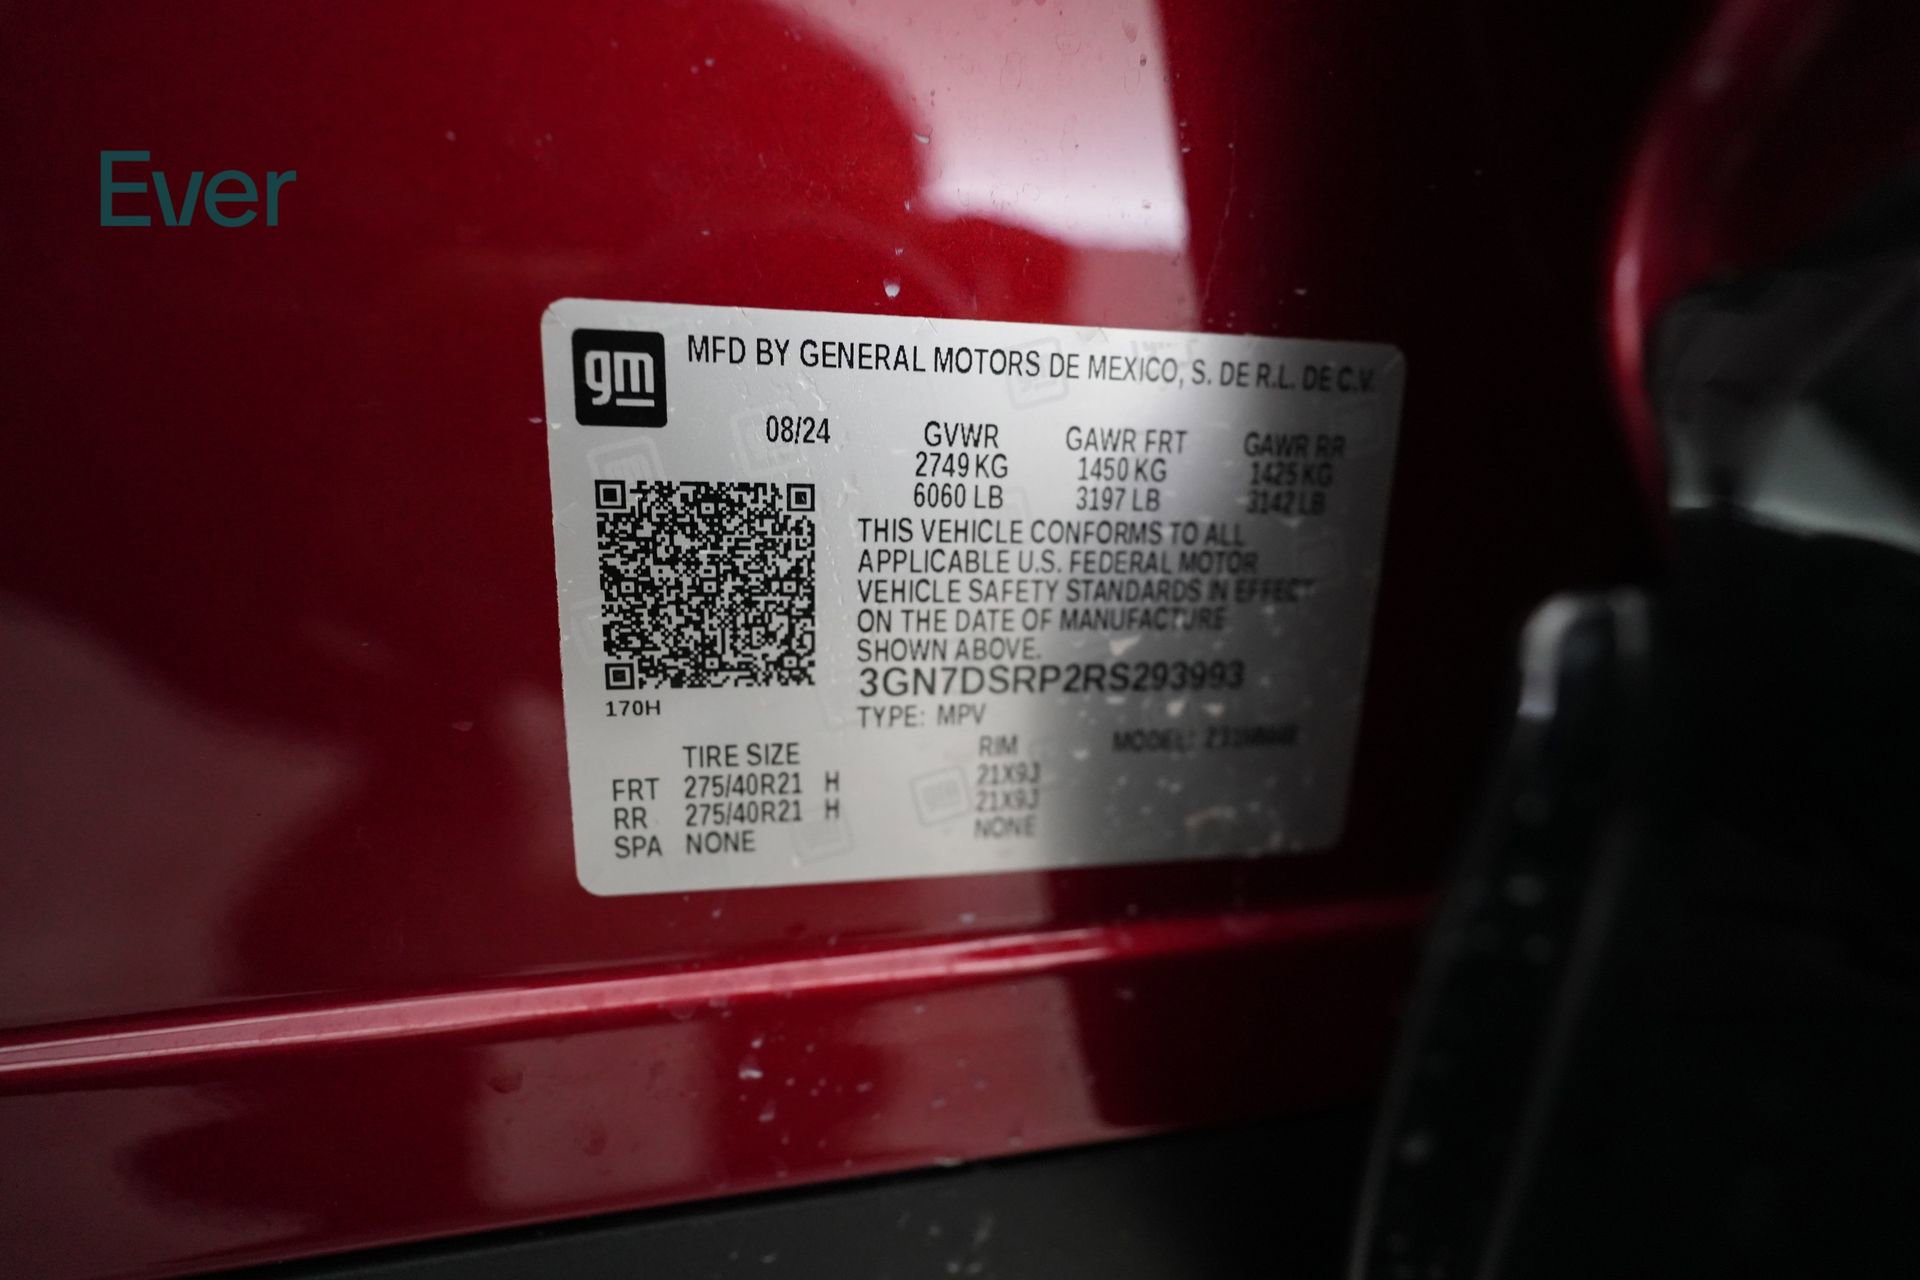 Ever
gm
MFD BY GENERAL MOTORS DE MEXICO, S. DE R.L. DE C.V.
08/24 GVWR GAWR FRT GAWR RR
2749 KG 1450 KG 1425 KG
6060 LB 3197 LB 3142 LB
THIS VEHICLE CONFORMS TO ALL
APPLICABLE U.S. FEDERAL MOTOR
VEHICLE SAFETY STANDARDS IN EFFECT
ON THE DATE OF MANUFACTURE
SHOWN ABOVE.
3GN7DSRP2RS293993
170H
TYPE: MPV
TIRE SIZE RIM MODEL:
FRT 275/40R21 H 21X9J
RR 275/40R21 H 21X9J
SPA NONE NONE